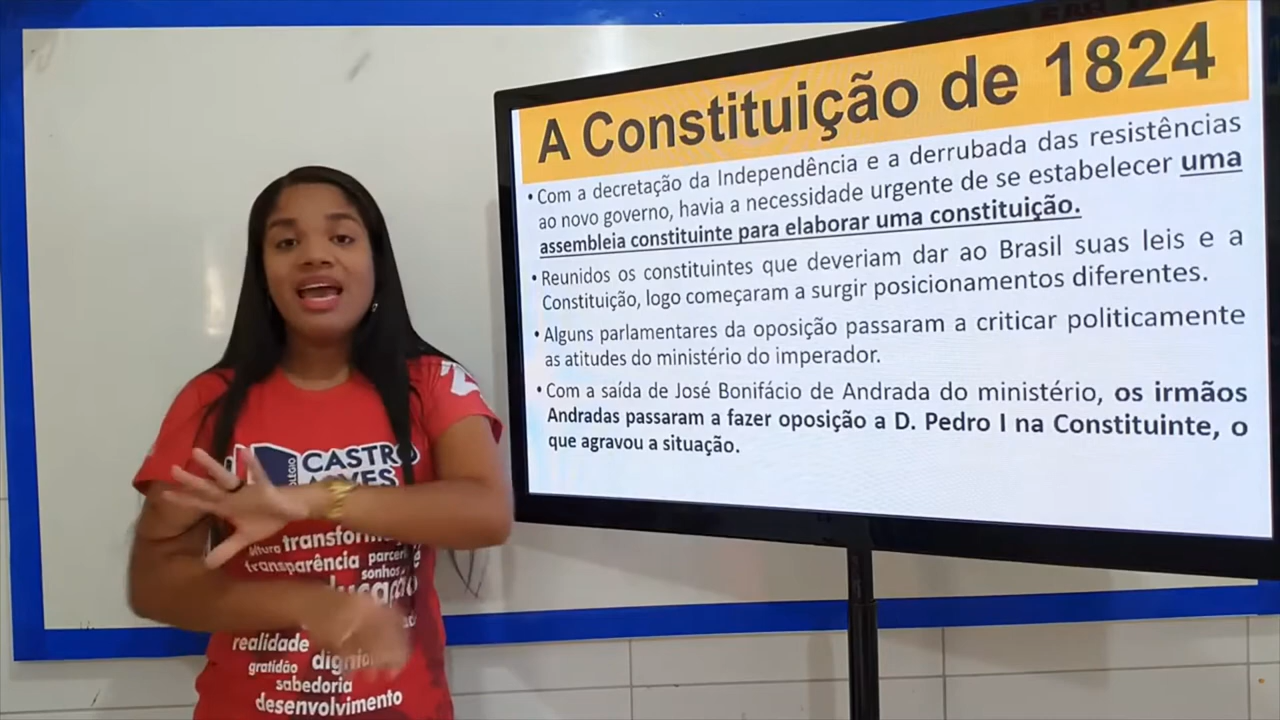 A Constituição de 1824
• Com a decretação da Independência e a derrubada das resistências
ao novo governo, havia a necessidade urgente de se estabelecer uma
assembleia constituinte para elaborar uma constituição.
• Reunidos os constituintes que deveriam dar ao Brasil suas leis e a
Constituição, logo começaram a surgir posicionamentos diferentes.
• Alguns parlamentares da oposição passaram a criticar politicamente
as atitudes do ministério do imperador.
• Com a saída de José Bonifácio de Andrada do ministério, os irmãos
Andradas passaram a fazer oposição a D. Pedro I na Constituinte, o
que agravou a situação.
CASTRO
transparência
sonhos
realidade
gratidão
sabedoria
desenvolvimento